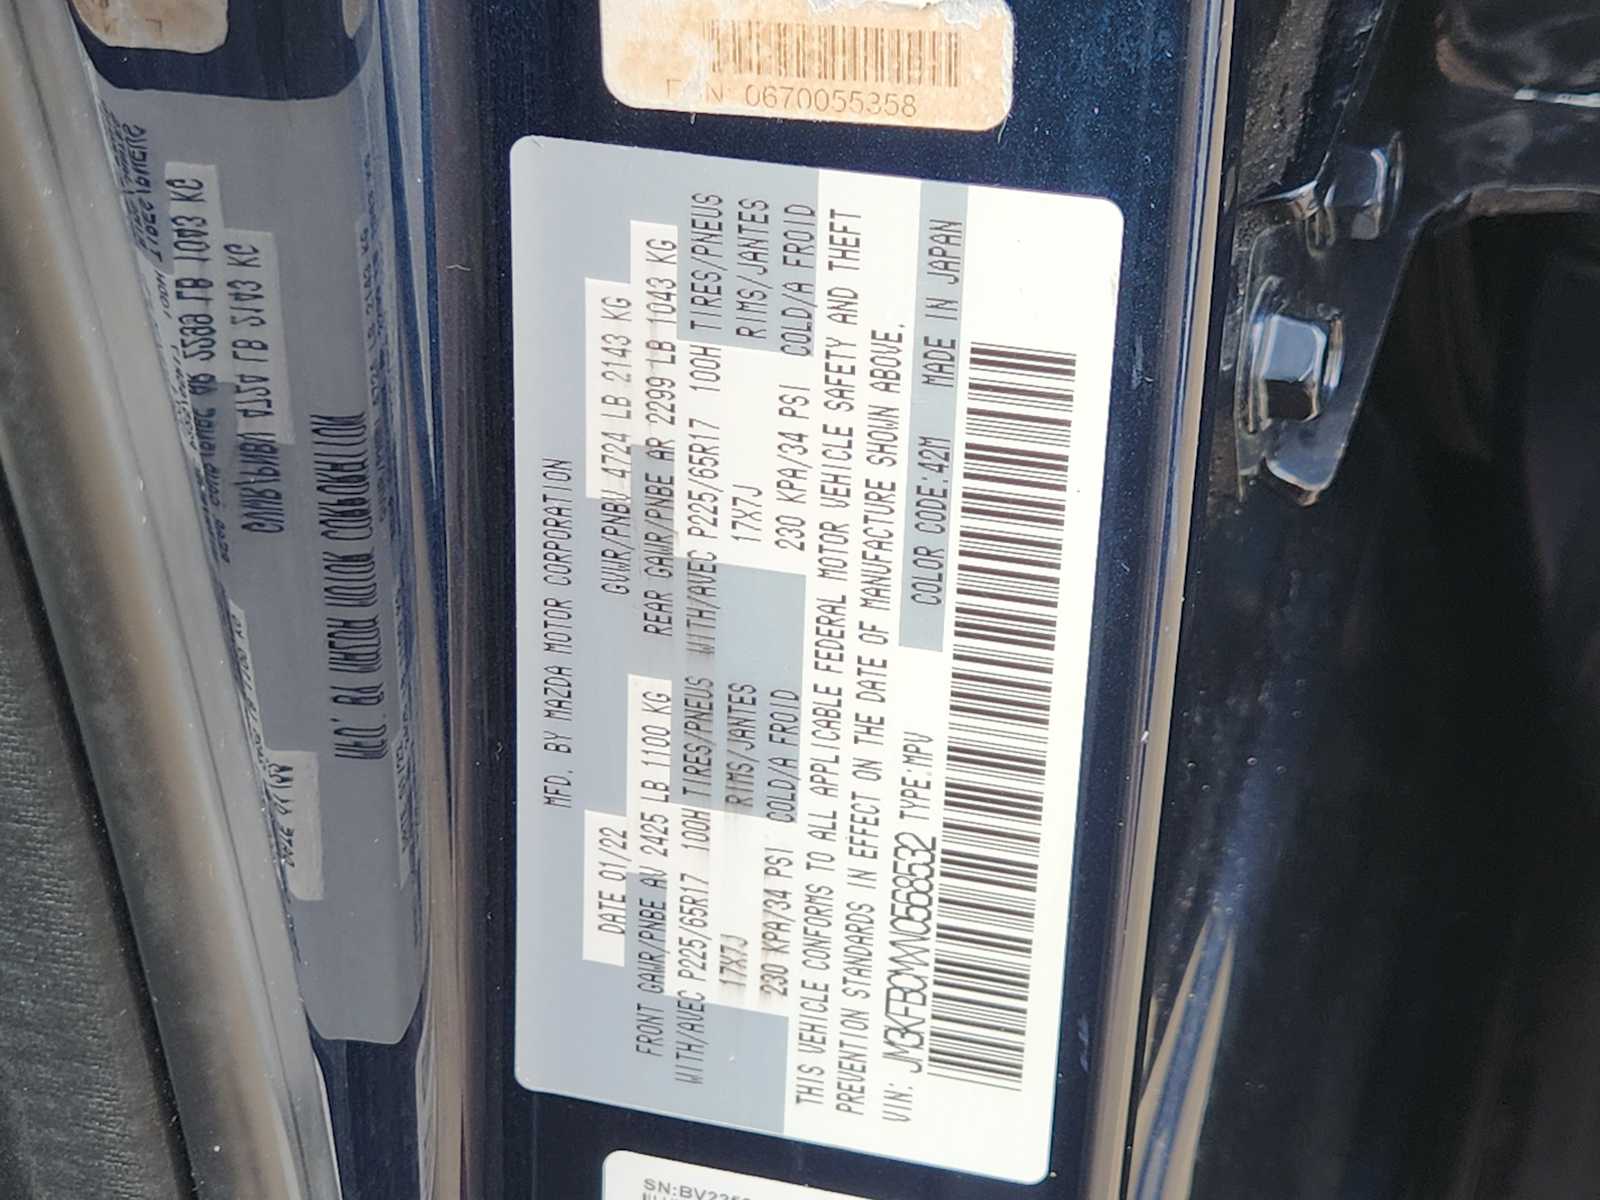 0670055358
MFD. BY MAZDA MOTOR CORPORATION
DATE 01/22 GVWR/PNBV 4724 LB 2143 KG
FRONT GAWR/PNBE AV 2425 LB 1100 KG REAR GAWR/PNBE AR 2299 LB 1043 KG
WITH/AVEC P225/65R17 100H TIRES/PNEUS WITH/AVEC P225/65R17 100H TIRES/PNEUS
17X7J RIMS/JANTES 17X7J RIMS/JANTES
230 KPA/34 PSI COLD/A FROID 230 KPA/34 PSI COLD/A FROID
THIS VEHICLE CONFORMS TO ALL APPLICABLE FEDERAL MOTOR VEHICLE SAFETY AND THEFT
PREVENTION STANDARDS IN EFFECT ON THE DATE OF MANUFACTURE SHOWN ABOVE.
VIN: JM3KFBCMXN0568532 TYPE:MPV COLOR CODE:42M MADE IN JAPAN